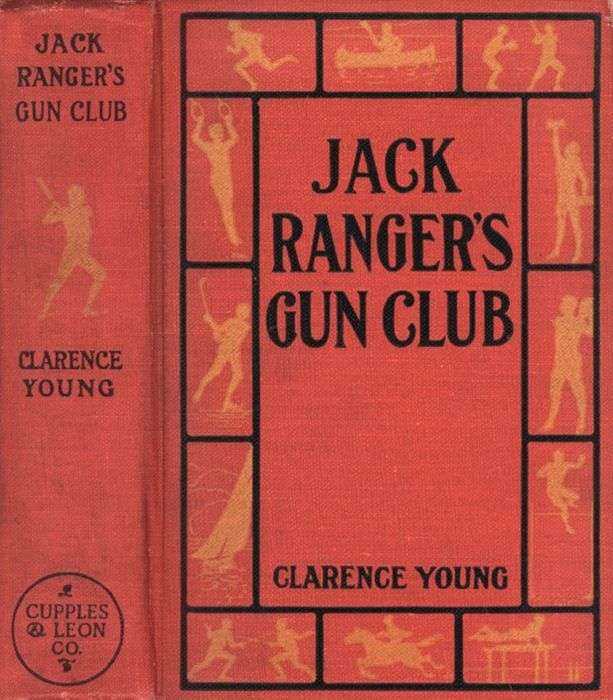 JACK
RANGER'S
GUN CLUB
CLARENCE
YOUNG
CUPPLES
& LEON
CO.
JACK
RANGER'S
GUN CLUB
CLARENCE YOUNG